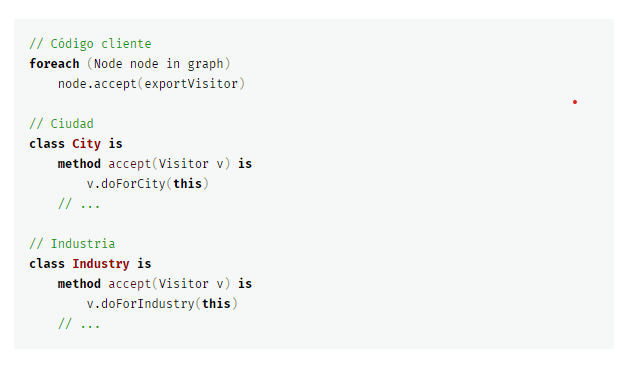 // Código cliente
foreach (Node node in graph)
    node.accept(exportVisitor)

// Ciudad
class City is
    method accept(Visitor v) is
        v.doForCity(this)
    // ...

// Industria
class Industry is
    method accept(Visitor v) is
        v.doForIndustry(this)
    // ...